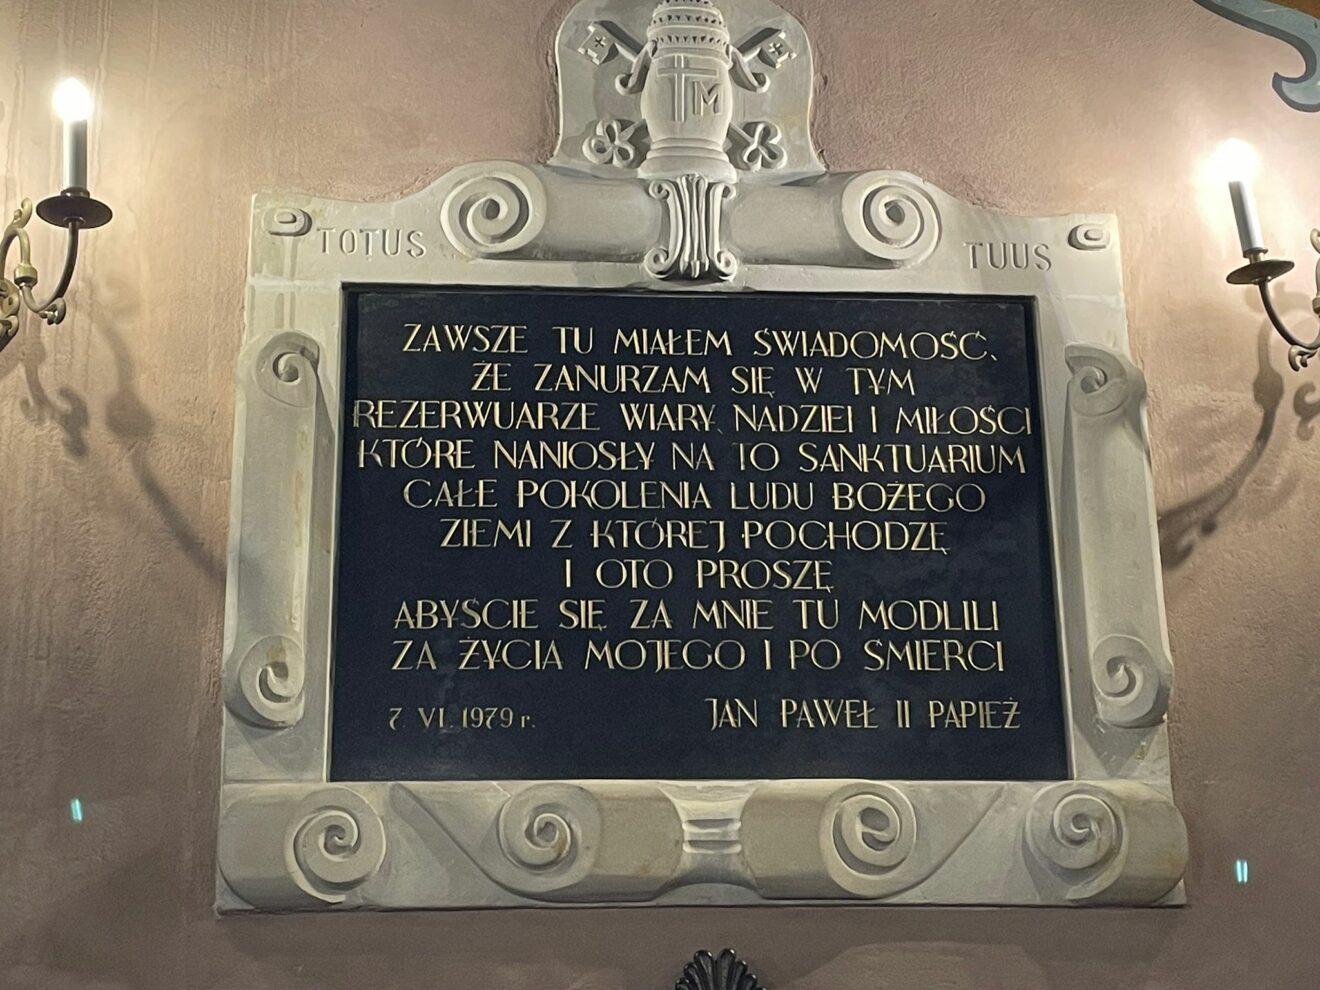 M
TOTUS TUUS
ZAWSZE TU MIAŁEM ŚWIADOMOŚĆ,
ŻE ZANURZAM SIĘ W TYM
REZERWUARZE WIARY, NADZIEI I MIŁOŚCI
KTÓRE NANIOSŁY NA TO SANKTUARIUM
CAŁE POKOLENIA LUDU BOŻEGO
ZIEMI Z KTÓREJ POCHODZĘ
I OTO PROSZĘ
ABYŚCIE SIĘ ZA MNIE TU MODLILI
ZA ŻYCIA MOJEGO I PO ŚMIERCI
7. VI. 1979 r. JAN PAWEŁ II PAPIEŻ